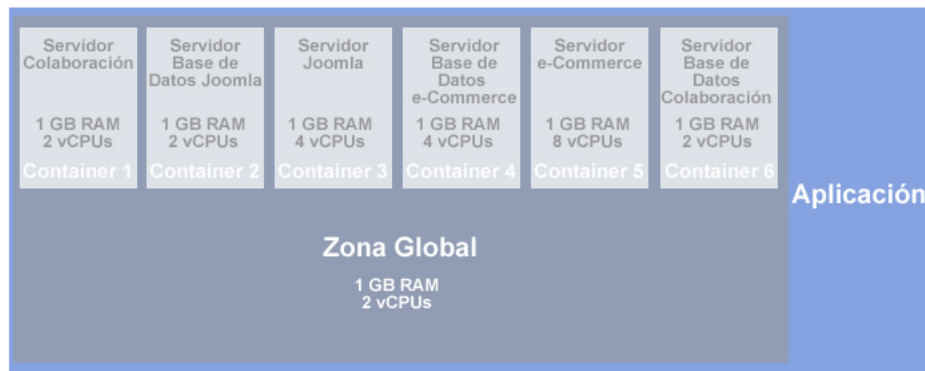 Servidor
Colaboración
1 GB RAM
2 vCPUs
Container 1
Servidor
Base de
Datos Joomla
1 GB RAM
2 vCPUs
Container 2
Servidor
Joomla
1 GB RAM
4 vCPUs
Container 3
Servidor
Base de
Datos
e-Commerce
1 GB RAM
4 vCPUs
Container 4
Servidor
e-Commerce
1 GB RAM
8 vCPUs
Container 5
Servidor
Base de
Datos
Colaboración
1 GB RAM
2 vCPUs
Container 6
Aplicación
Zona Global
1 GB RAM
2 vCPUs